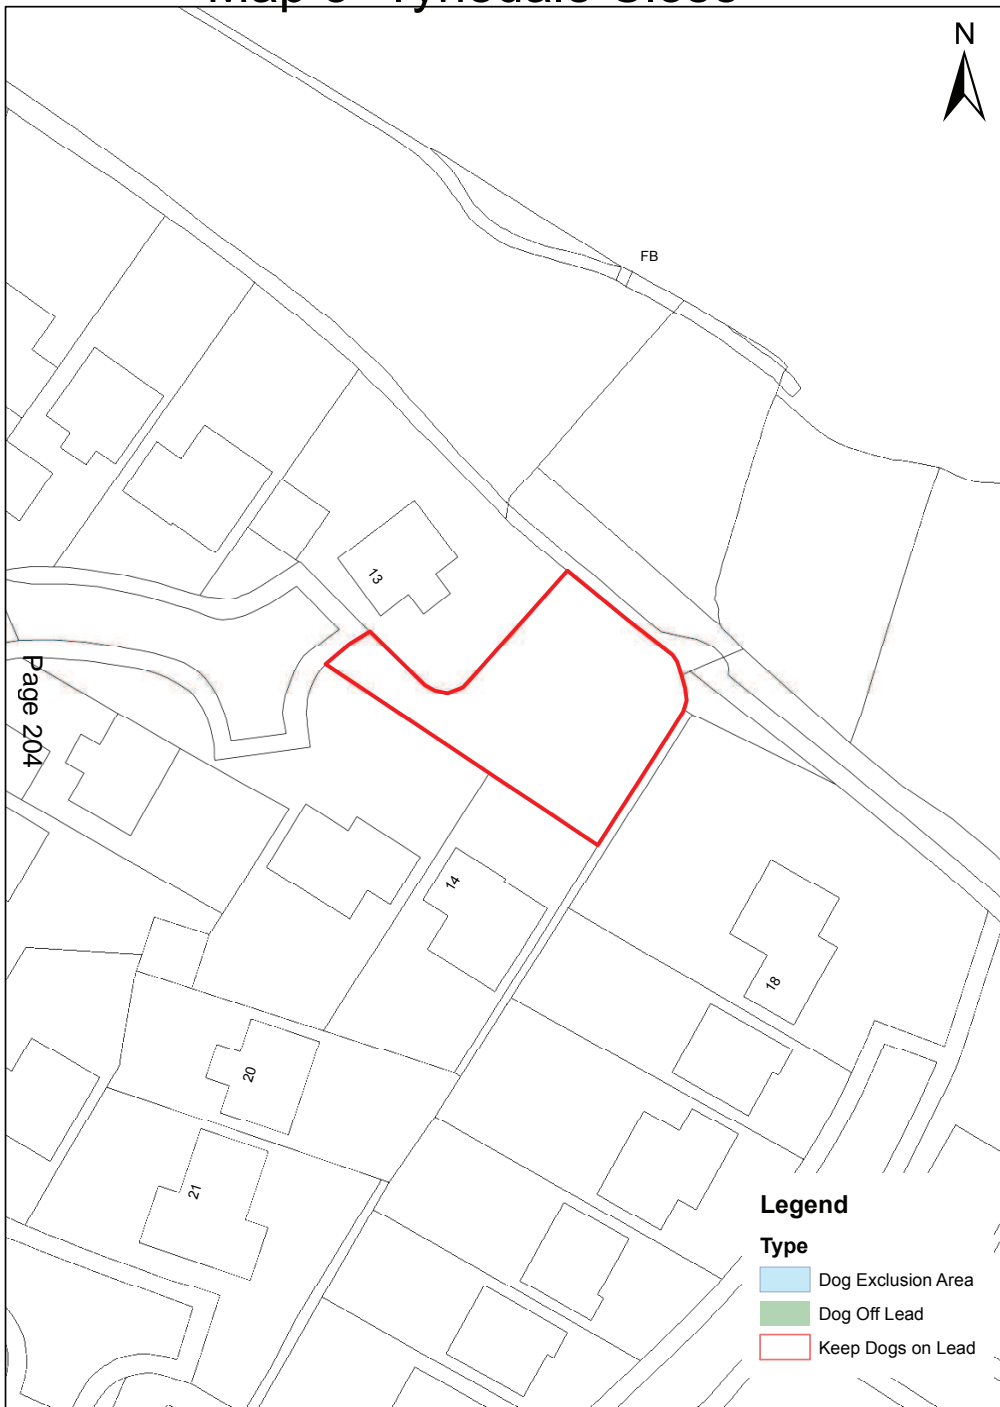 N
FB
13
Page 204
14
18
20
21
Legend
Type
Dog Exclusion Area
Dog Off Lead
Keep Dogs on Lead